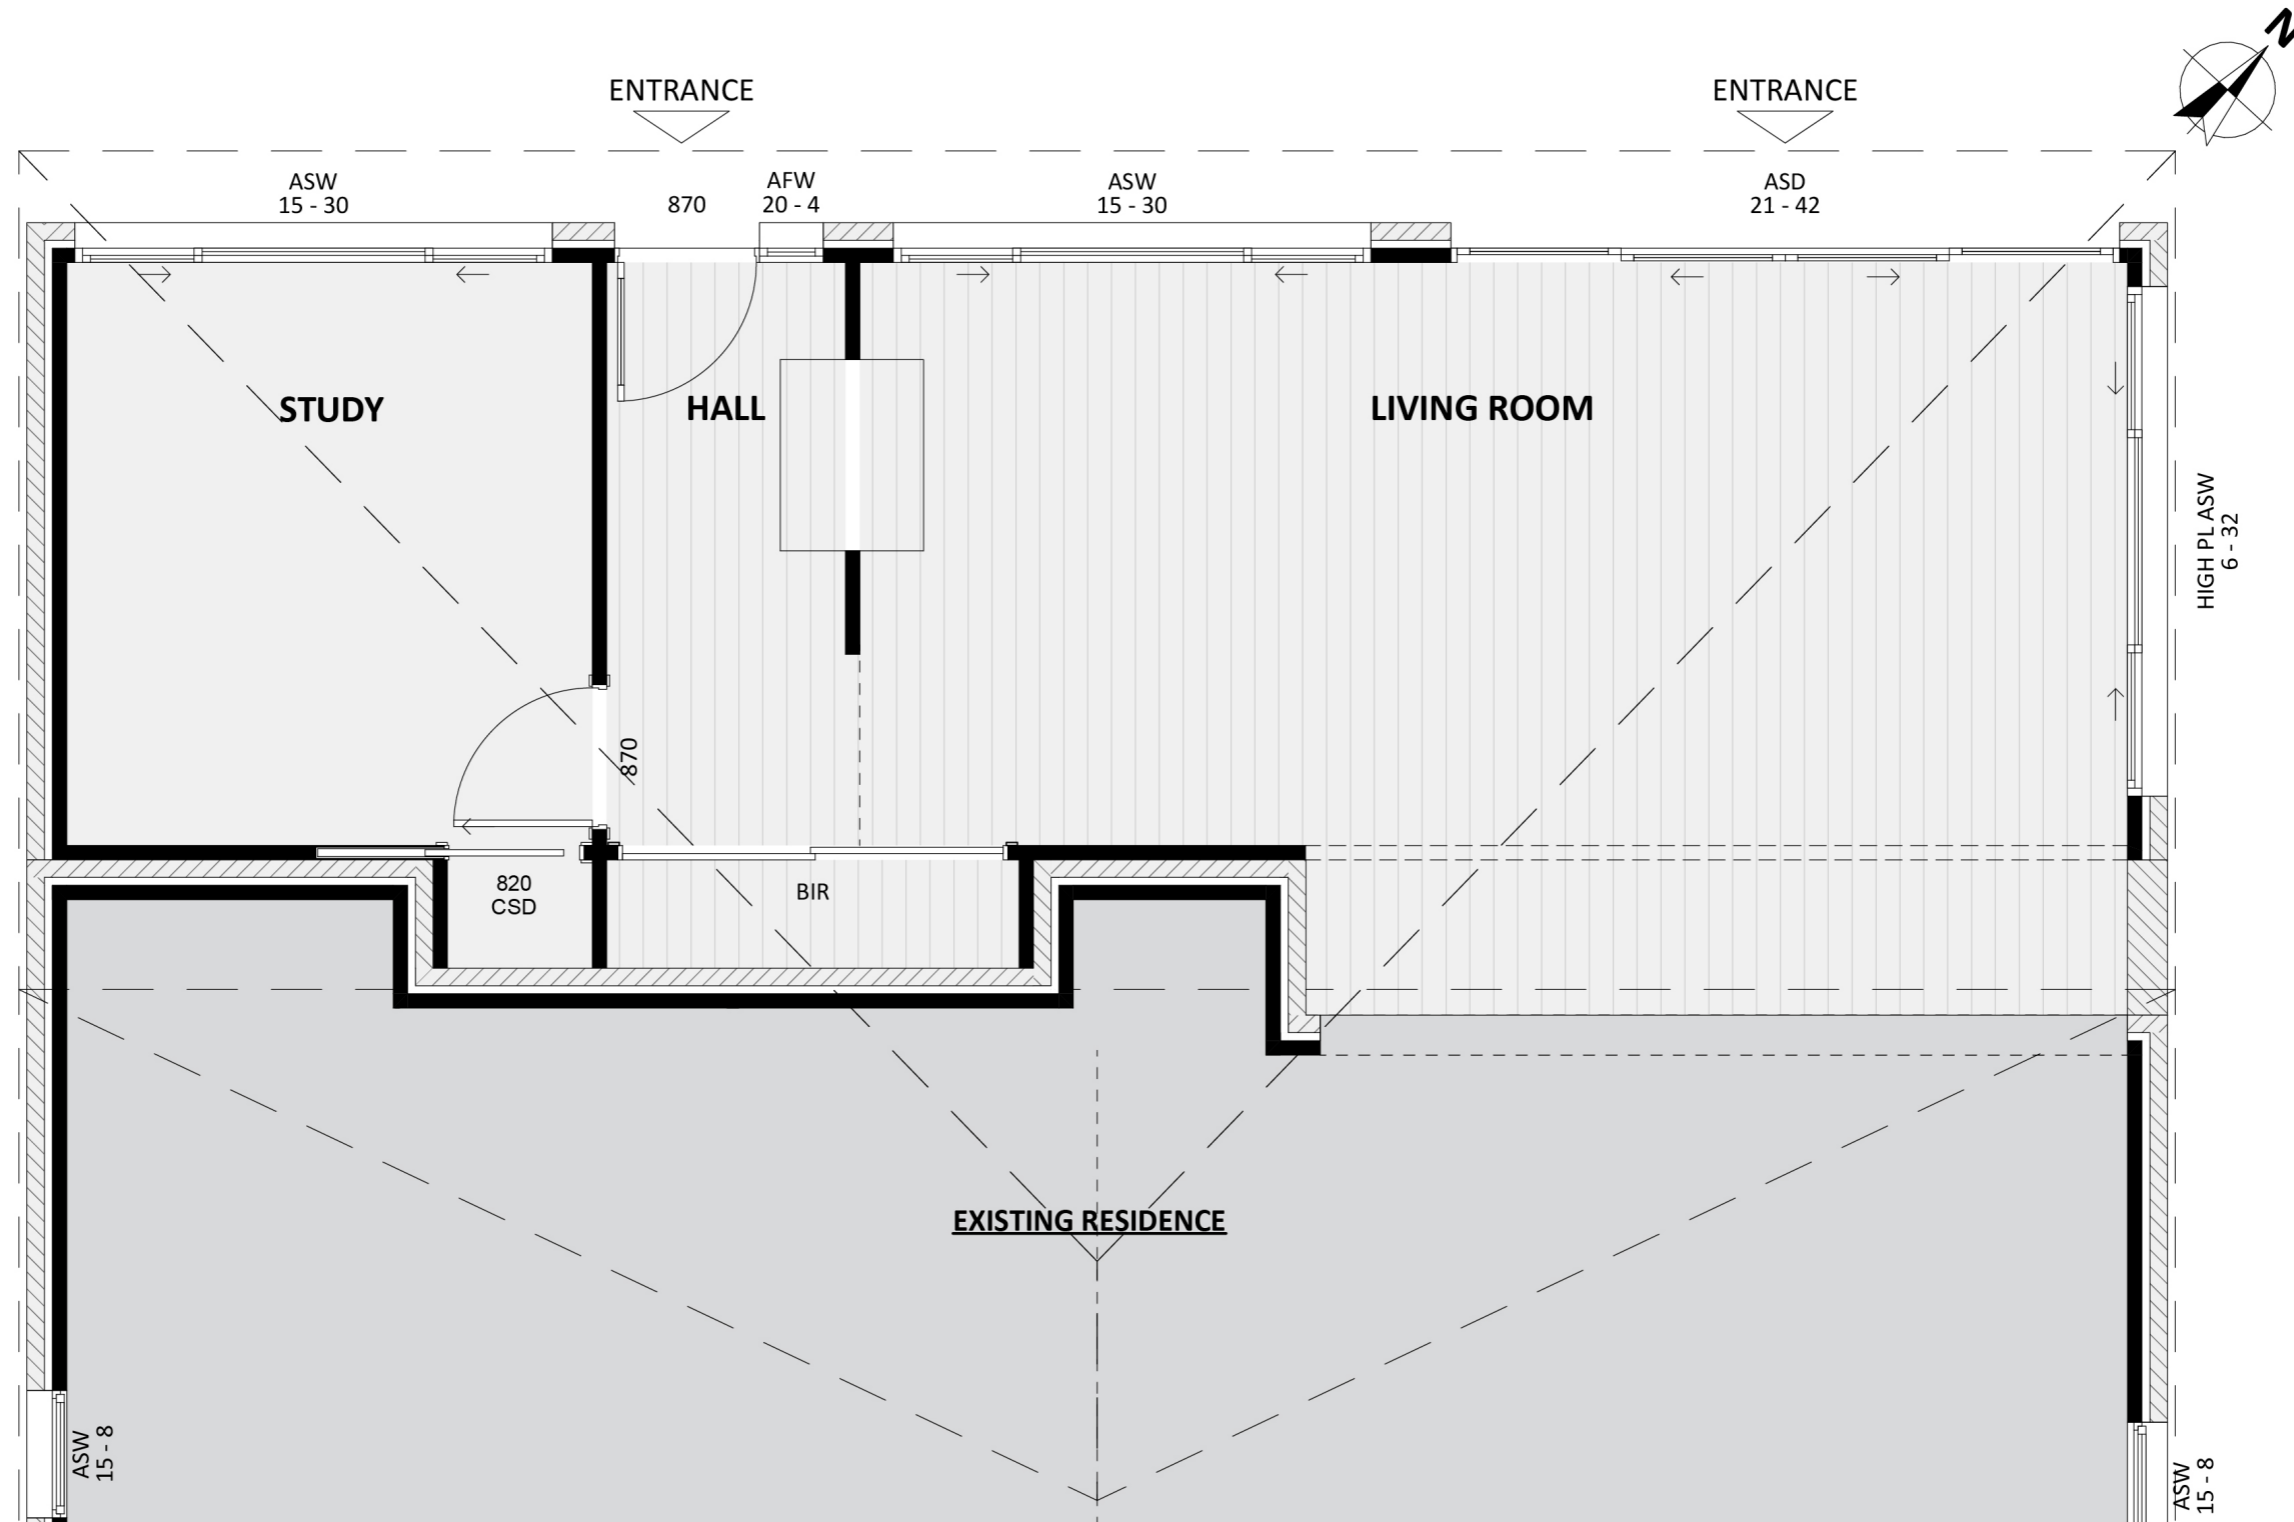 N
ENTRANCE
ENTRANCE
ASW
15 - 30
870
AFW
20 - 4
ASW
15 - 30
ASD
21 - 42
STUDY
HALL
LIVING ROOM
HIGH PL ASW
6 - 32
870
820
CSD
BIR
EXISTING RESIDENCE
ASW
15 - 8
ASW
15 - 8